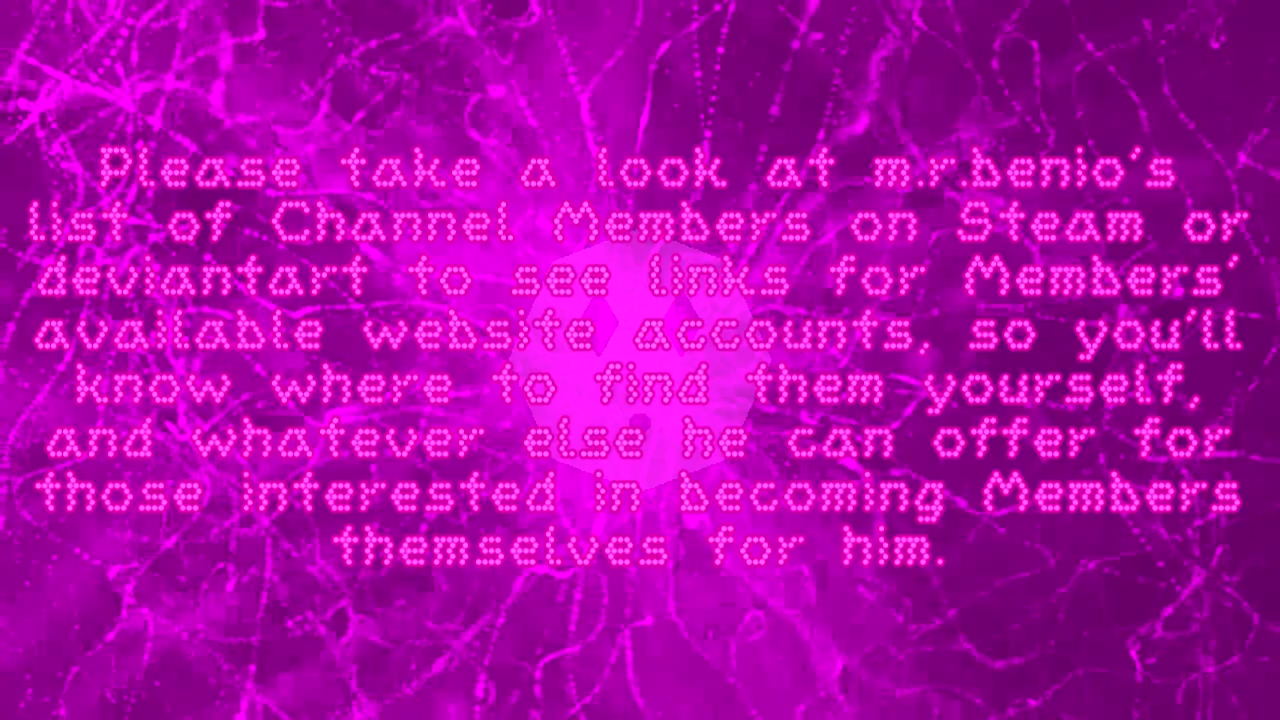 Please take a look at m.r.benio's
list of Channel Members on Steam or
deviantart to see links for Members'
available website accounts, so you'll
know where to find them yourself,
and whatever else he can offer for
those interested in becoming Members
themselves for him.